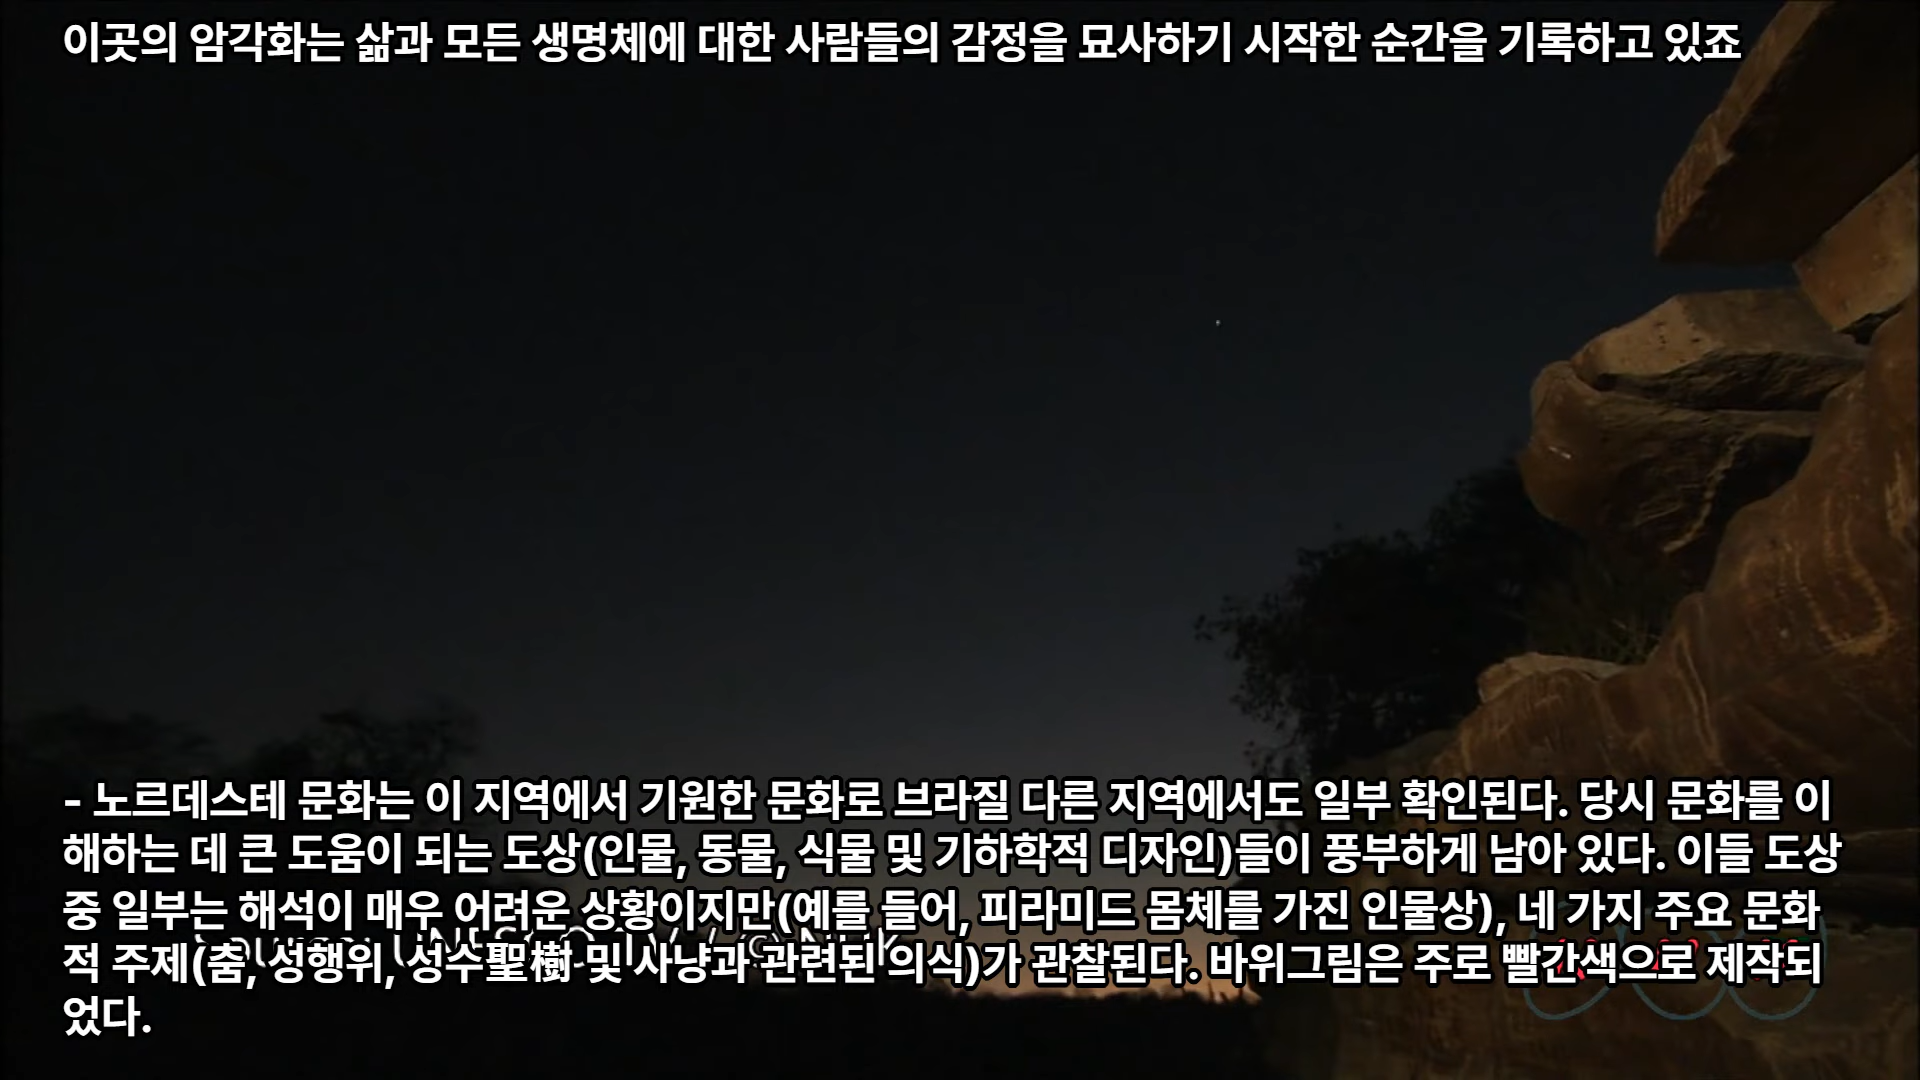 이곳의 암각화는 삶과 모든 생명체에 대한 사람들의 감정을 묘사하기 시작한 순간을 기록하고 있죠
- 노르데스테 문화는 이 지역에서 기원한 문화로 브라질 다른 지역에서도 일부 확인된다. 당시 문화를 이
해하는 데 큰 도움이 되는 도상(인물, 동물, 식물 및 기하학적 디자인)들이 풍부하게 남아 있다. 이들 도상
중 일부는 해석이 매우 어려운 상황이지만(예를 들어, 피라미드 몸체를 가진 인물상), 네 가지 주요 문화
적 주제(춤, 성행위, 성수聖樹 및 사냥과 관련된 의식)가 관찰된다. 바위그림은 주로 빨간색으로 제작되
었다.